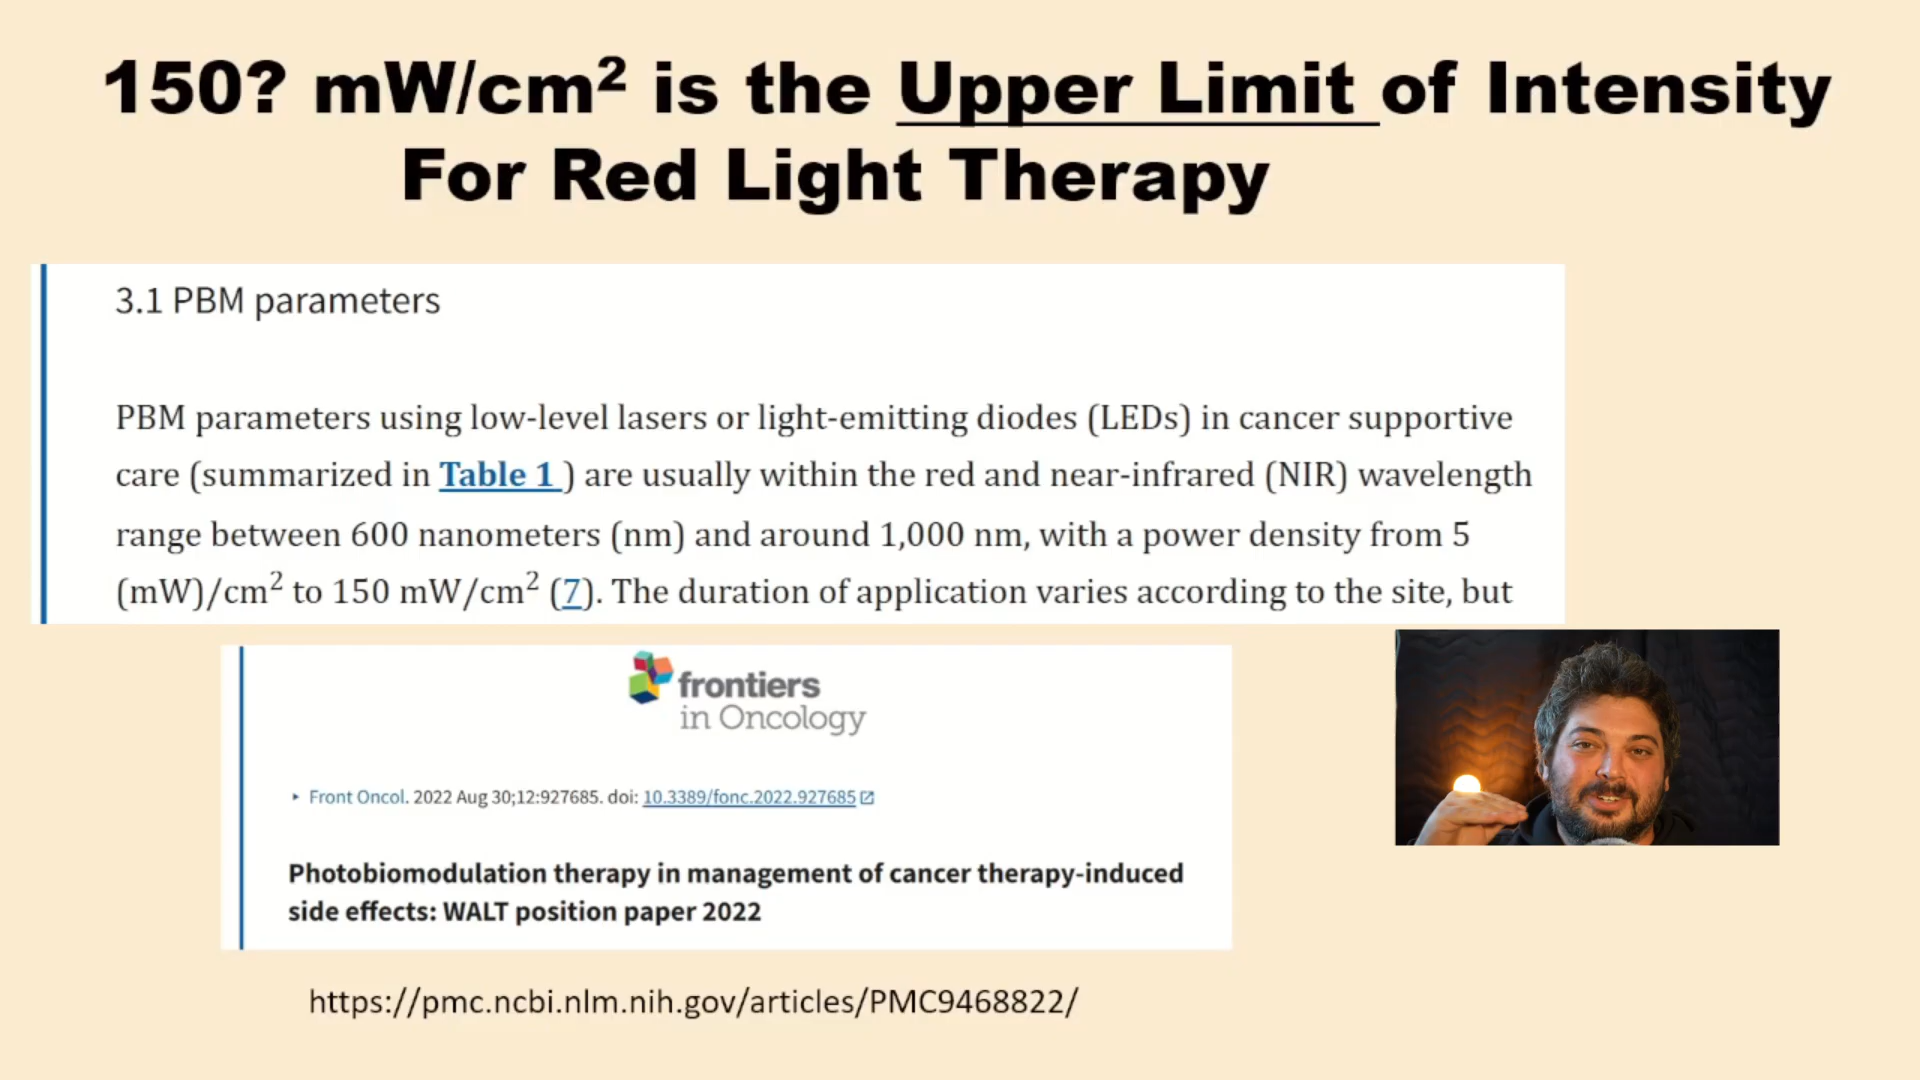 150? mW/cm² is the Upper Limit of Intensity
For Red Light Therapy
3.1 PBM parameters
PBM parameters using low-level lasers or light-emitting diodes (LEDs) in cancer supportive
care (summarized in Table 1 ) are usually within the red and near-infrared (NIR) wavelength
range between 600 nanometers (nm) and around 1,000 nm, with a power density from 5
(mW)/cm² to 150 mW/cm² (7). The duration of application varies according to the site, but
frontiers
in Oncology
‣ Front Oncol. 2022 Aug 30;12:927685. doi: 10.3389/fonc.2022.927685
Photobiomodulation therapy in management of cancer therapy-induced
side effects: WALT position paper 2022
https://pmc.ncbi.nlm.nih.gov/articles/PMC9468822/